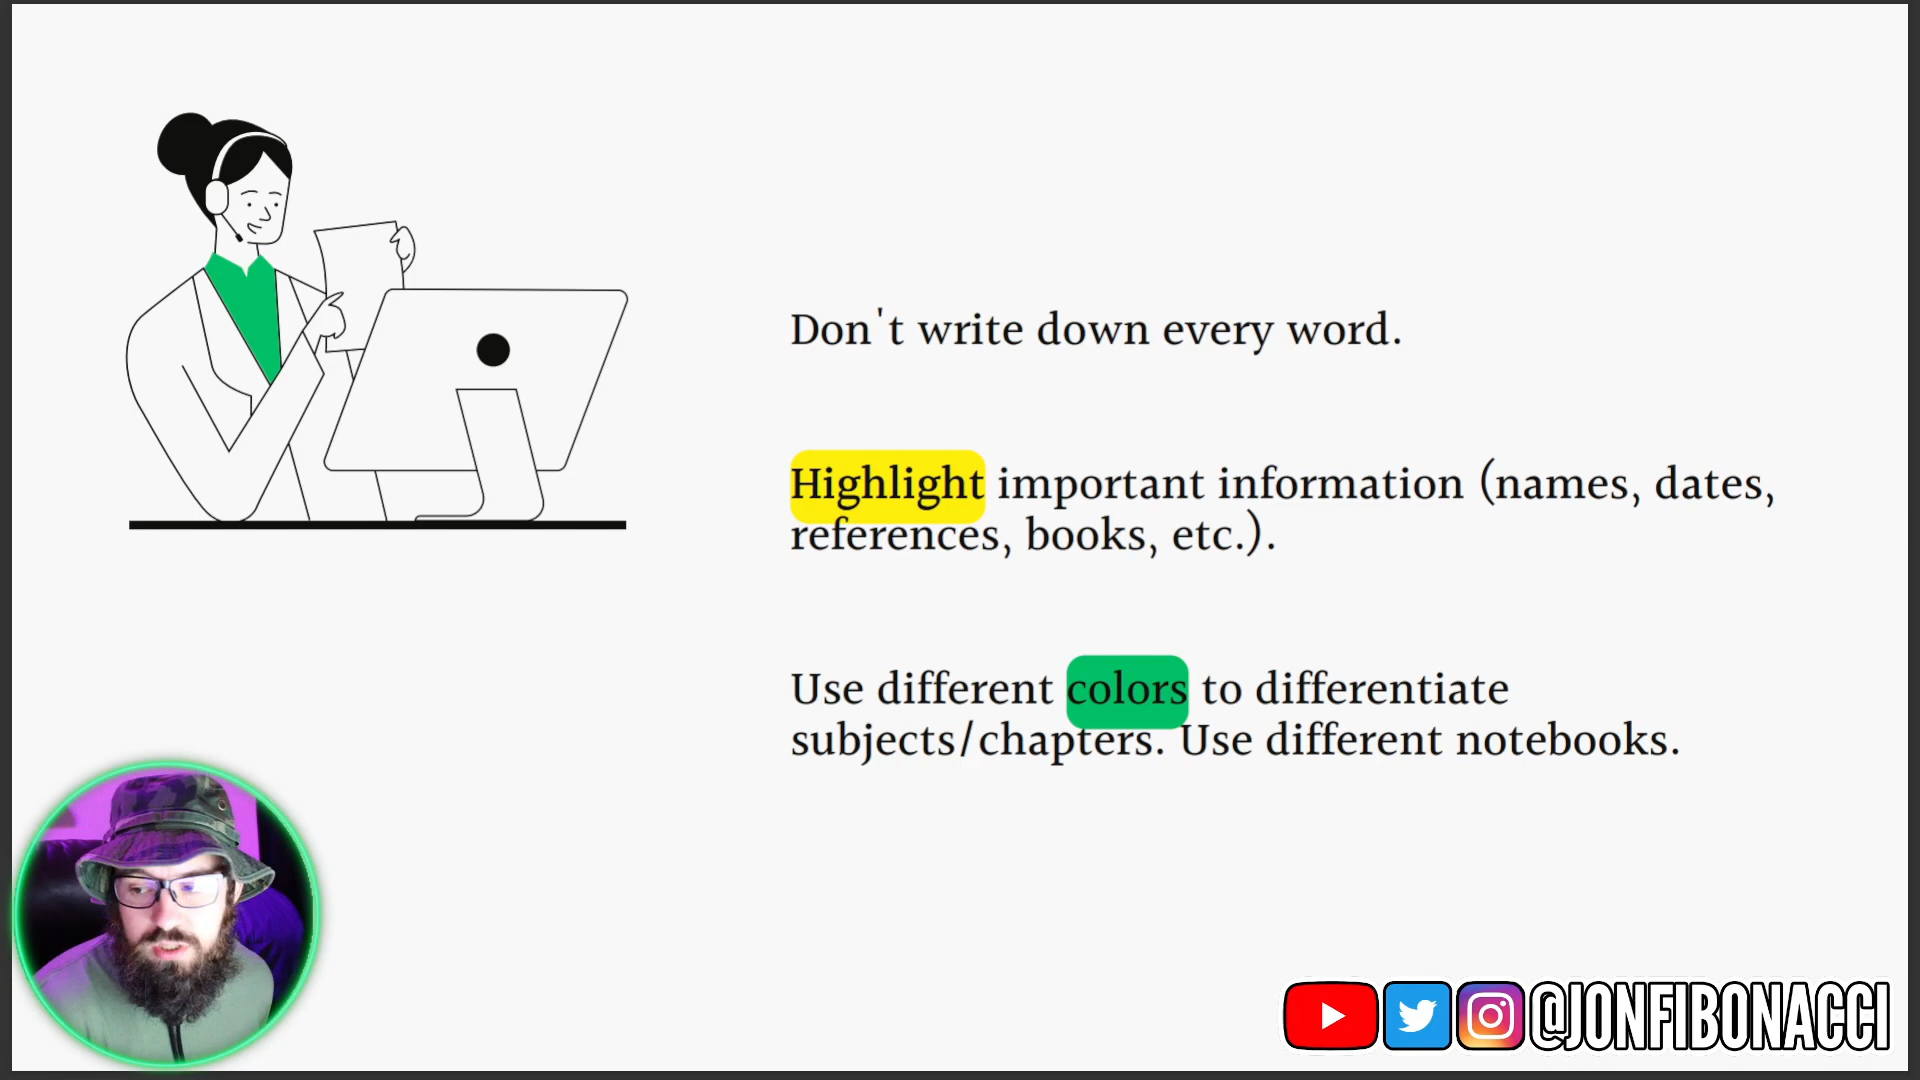 Don't write down every word.
Highlight important information (names, dates,
references, books, etc.).
Use different colors to differentiate
subjects/chapters. Use different notebooks.
@JONFIBONACCI